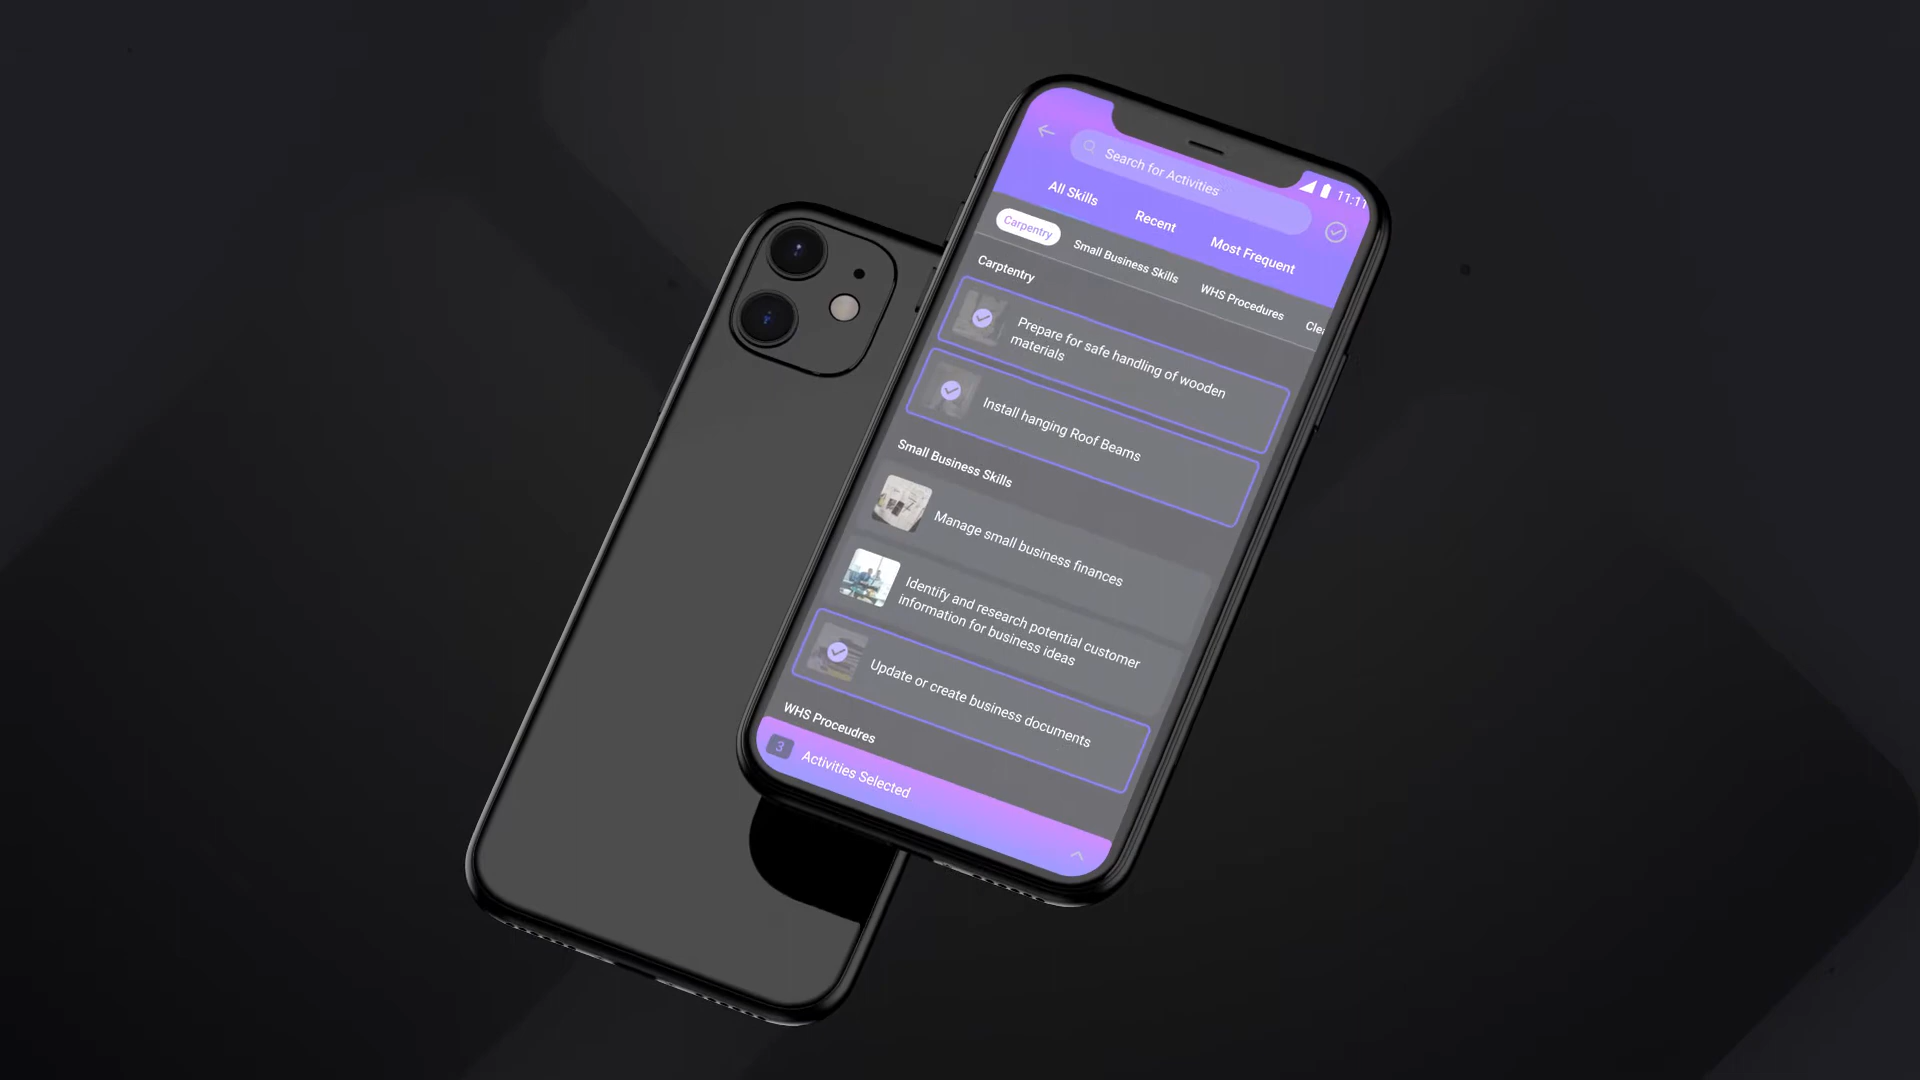 11:11
Search for Activities
All Skills
Recent
Most Frequent
Carpentry
Small Business Skills
WHS Procedures
Clea
Carptentry
Prepare for safe handling of wooden
materials
Install hanging Roof Beams
Small Business Skills
Manage small business finances
Identify and research potential customer
information for business ideas
Update or create business documents
WHS Proceudres
3
Activities Selected